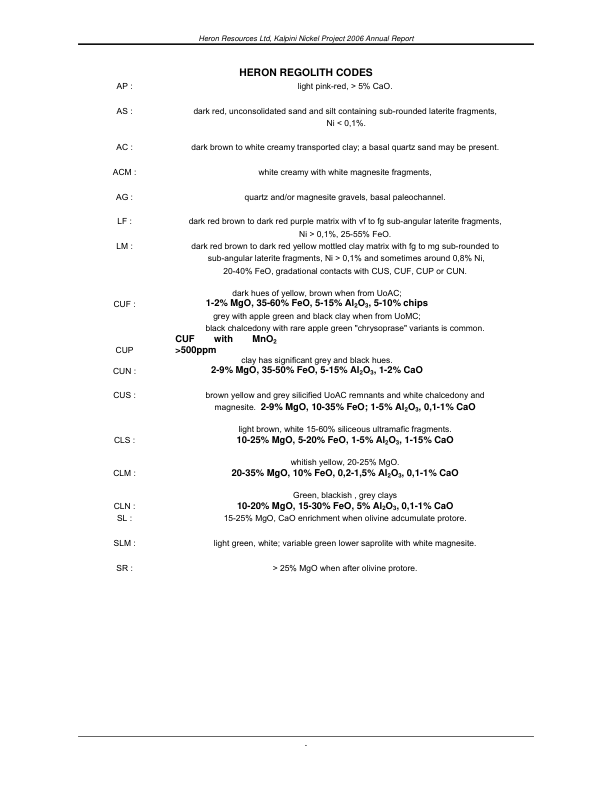 Heron Resources Ltd, Kalpini Nickel Project 2006 Annual Report
HERON REGOLITH CODES
AP : light pink-red, > 5% CaO.
AS : dark red, unconsolidated sand and silt containing sub-rounded laterite fragments,
Ni < 0,1%.
AC : dark brown to white creamy transported clay; a basal quartz sand may be present.
ACM : white creamy with white magnesite fragments,
AG : quartz and/or magnesite gravels, basal paleochannel.
LF : dark red brown to dark red purple matrix with vf to fg sub-angular laterite fragments,
Ni > 0,1%, 25-55% FeO.
LM : dark red brown to dark red yellow mottled clay matrix with fg to mg sub-rounded to
sub-angular laterite fragments, Ni > 0,1% and sometimes around 0,8% Ni,
20-40% FeO, gradational contacts with CUS, CUF, CUP or CUN.
dark hues of yellow, brown when from UoAC;
CUF : 1-2% MgO, 35-60% FeO, 5-15% Al₂O₃, 5-10% chips
grey with apple green and black clay when from UoMC;
black chalcedony with rare apple green "chrysoprase" variants is common.
CUF with MnO₂
CUP >500ppm
clay has significant grey and black hues.
CUN : 2-9% MgO, 35-50% FeO, 5-15% Al₂O₃, 1-2% CaO
CUS : brown yellow and grey silicified UoAC remnants and white chalcedony and
magnesite. 2-9% MgO, 10-35% FeO; 1-5% Al₂O₃, 0,1-1% CaO
light brown, white 15-60% siliceous ultramafic fragments.
CLS : 10-25% MgO, 5-20% FeO, 1-5% Al₂O₃, 1-15% CaO
whitish yellow, 20-25% MgO.
CLM : 20-35% MgO, 10% FeO, 0,2-1,5% Al₂O₃, 0,1-1% CaO
Green, blackish , grey clays
CLN : 10-20% MgO, 15-30% FeO, 5% Al₂O₃, 0,1-1% CaO
SL : 15-25% MgO, CaO enrichment when olivine adcumulate protore.
SLM : light green, white; variable green lower saprolite with white magnesite.
SR : > 25% MgO when after olivine protore.
-